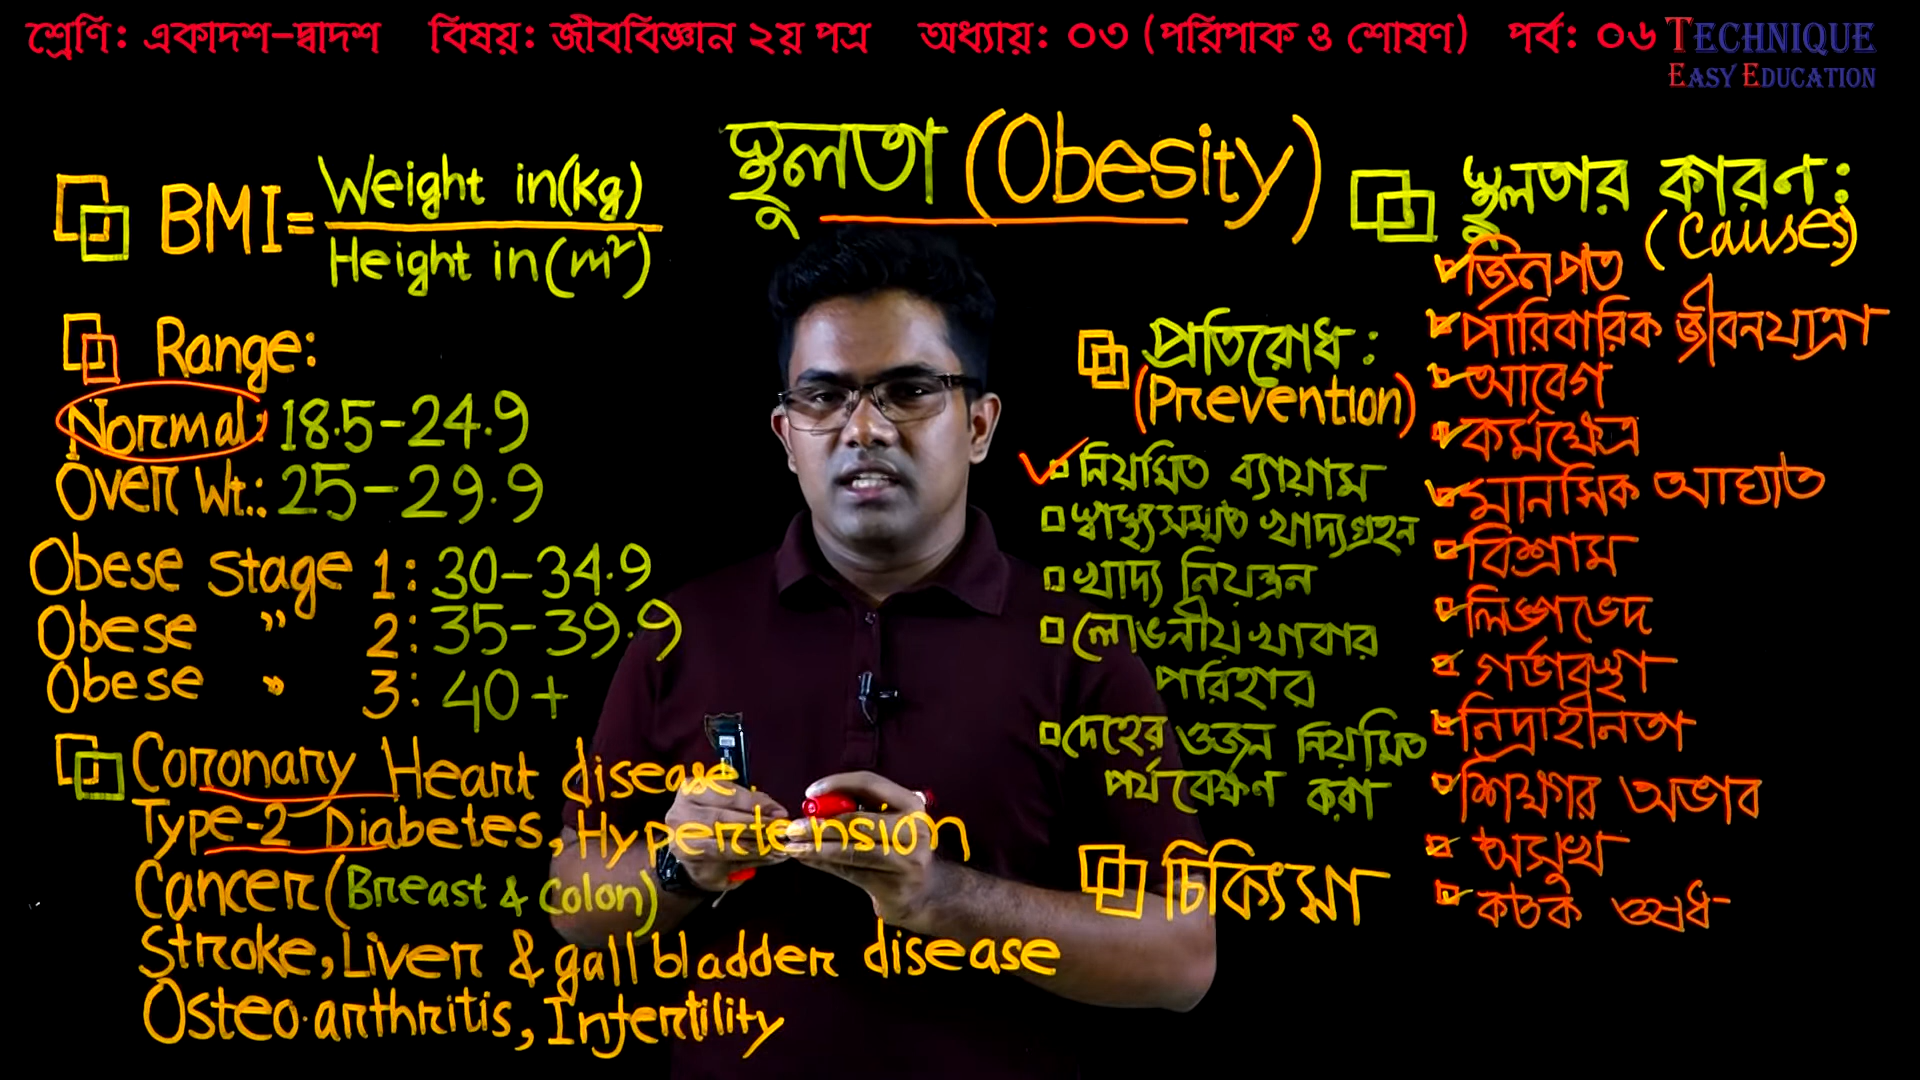 শ্রেণি: একাদশ-দ্বাদশ বিষয়: জীববিজ্ঞান ২য় পত্র অধ্যায়: ০৩ (পরিপাক ও শোষণ) পর্ব: ০৬
TECHNIQUE
EASY EDUCATION
স্থুলতা (Obesity)
BMI = Weight in (Kg)
Height in (m²)
Range:
Normal: 18.5-24.9
Over Wt.: 25-29.9
Obese stage 1: 30-34.9
Obese " 2: 35-39.9
Obese " 3: 40+
Coronary Heart disease,
Type-2 Diabetes, Hypertension
Cancer (Breast & Colon)
Stroke, Liver & gall bladder disease
Osteo.arthritis, Infertility
প্রতিরোধ:
(Prevention)
নিয়মিত ব্যায়াম
স্বাস্থ্যসম্মত খাদ্যগ্রহন
খাদ্য নিয়ন্ত্রন
লোভনীয় খাবার
পরিহার
দেহের ওজন নিয়মিত
পর্যবেক্ষণ করা
চিকিৎসা
স্থুলতার কারণ:
(Causes)
জিনগত
পারিবারিক জীবনযাত্রা
আবেগ
কর্মক্ষেত্র
মানসিক আঘাত
বিশ্রাম
লিঙ্গভেদ
গর্ভাবস্থা
নিদ্রাহীনতা
শিক্ষার অভাব
অসুখ
কতক ঔষধ